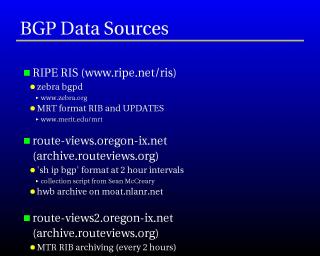 BGP Data Sources
RIPE RIS (www.ripe.net/ris)
zebra bgpd
www.zebra.org
MRT format RIB and UPDATES
www.merit.edu/mrt
route-views.oregon-ix.net
(archive.routeviews.org)
'sh ip bgp' format at 2 hour intervals
collection script from Sean McCreary
hwb archive on moat.nlanr.net
route-views2.oregon-ix.net
(archive.routeviews.org)
MTR RIB archiving (every 2 hours)